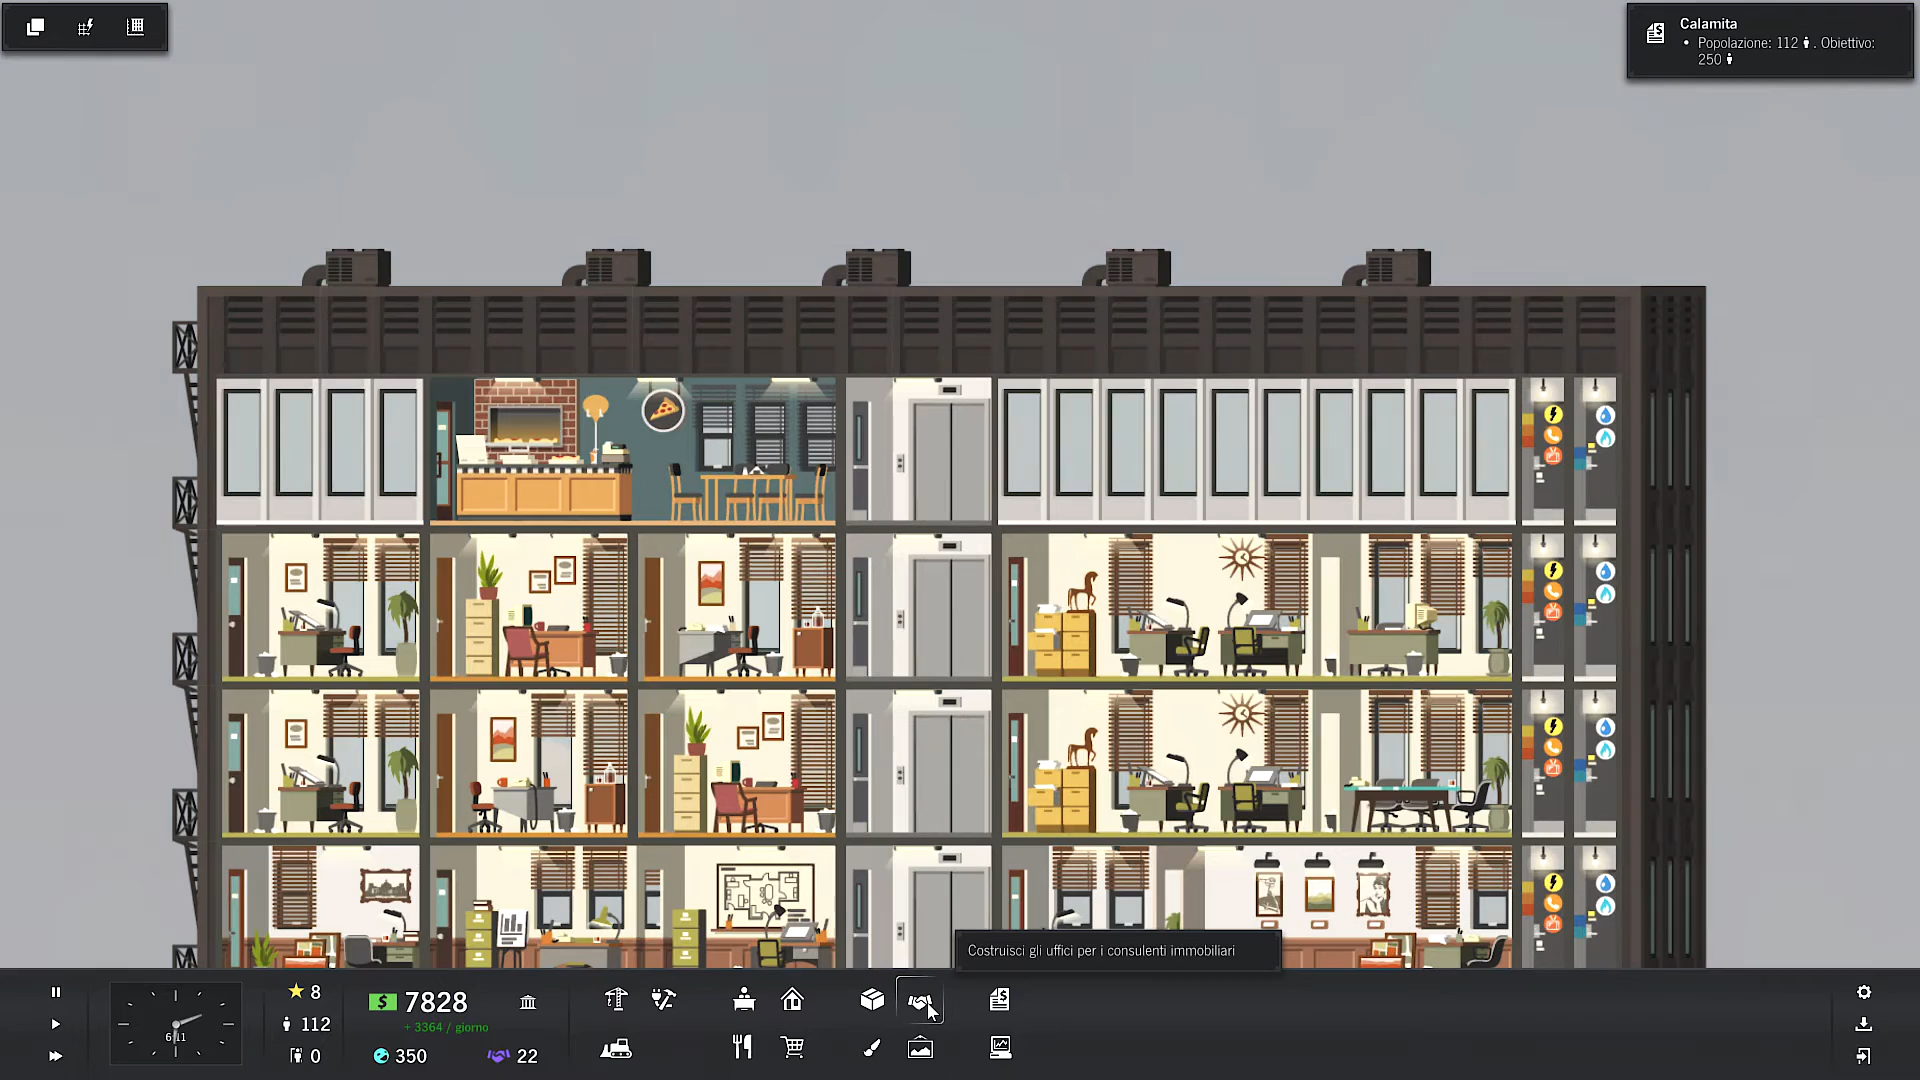 Calamita
• Popolazione: 112 . Obiettivo:
250
Costruisci gli uffici per i consulenti immobiliari
8
112
0
$ 7828
+ 3364 / giorno
350
22
6:11